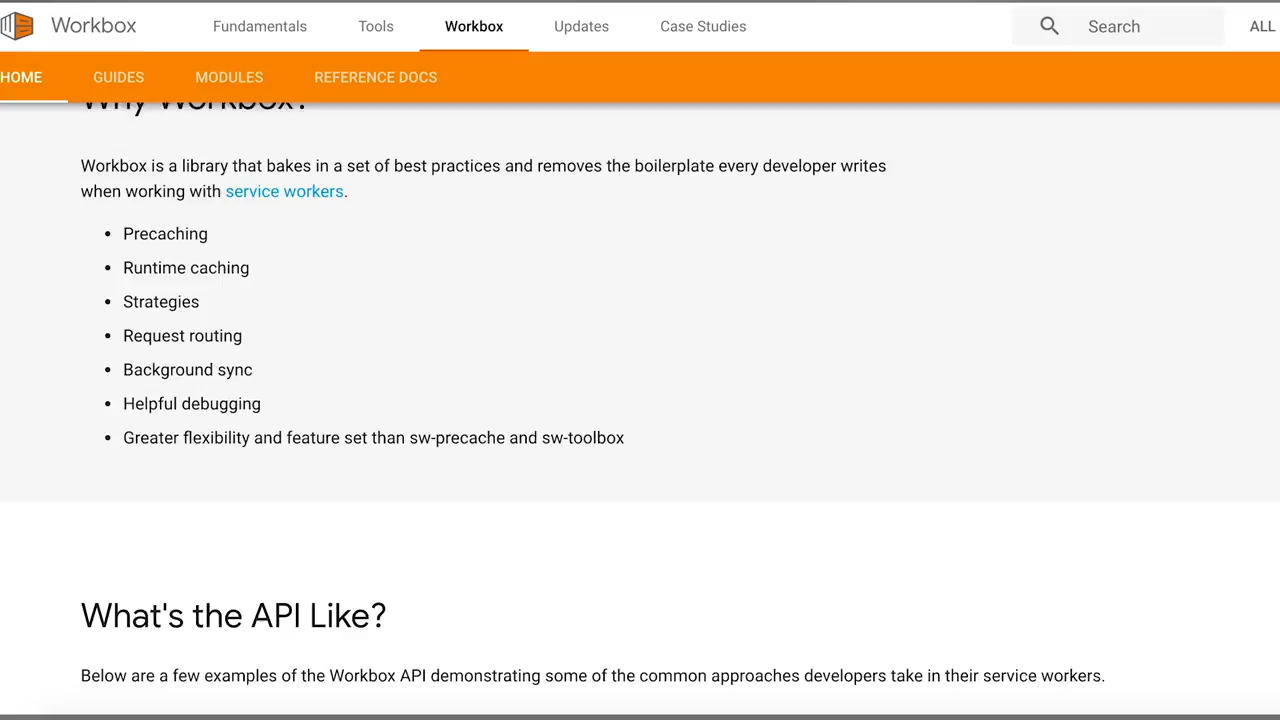 Workbox
Fundamentals
Tools
Workbox
Updates
Case Studies
Search
ALL
HOME
GUIDES
MODULES
REFERENCE DOCS
Why Workbox?
Workbox is a library that bakes in a set of best practices and removes the boilerplate every developer writes
when working with service workers.
• Precaching
• Runtime caching
• Strategies
• Request routing
• Background sync
• Helpful debugging
• Greater flexibility and feature set than sw-precache and sw-toolbox
What's the API Like?
Below are a few examples of the Workbox API demonstrating some of the common approaches developers take in their service workers.